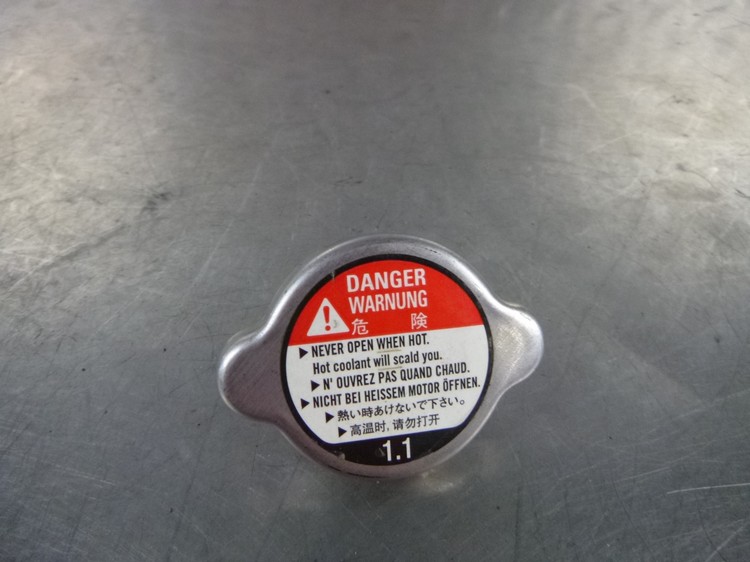 DANGER
WARNUNG
危 険
▶ NEVER OPEN WHEN HOT.
Hot coolant will scald you.
▶ N' OUVREZ PAS QUAND CHAUD.
▶ NICHT BEI HEISSEM MOTOR ÖFFNEN.
▶ 熱い時あけないで下さい。
▶ 高温时, 请勿打开
1.1